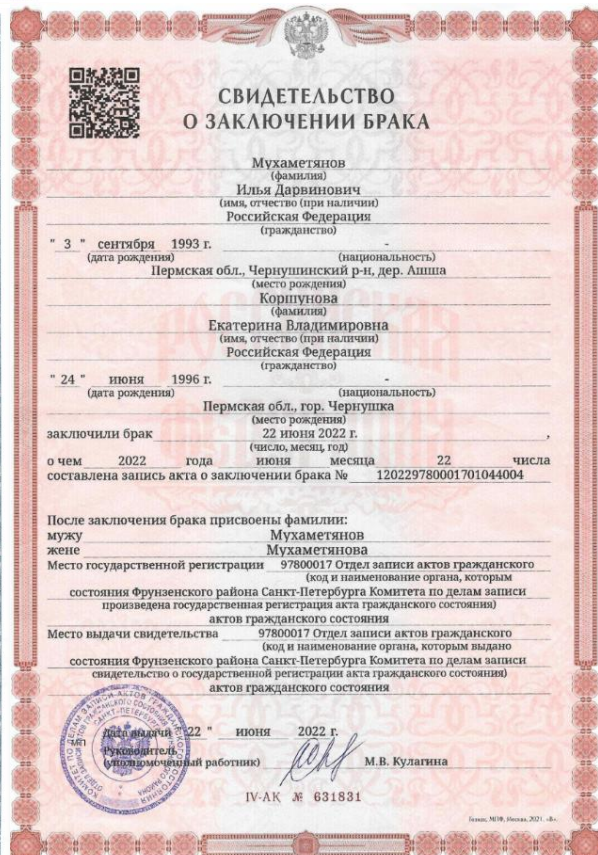 СВИДЕТЕЛЬСТВО
О ЗАКЛЮЧЕНИИ БРАКА
Мухаметянов
(фамилия)
Илья Дарвинович
(имя, отчество (при наличии)
Российская Федерация
(гражданство)
" 3 " сентября 1993 г. -
(дата рождения) (национальность)
Пермская обл., Чернушинский р-н, дер. Ашша
(место рождения)
Коршунова
(фамилия)
Екатерина Владимировна
(имя, отчество (при наличии)
Российская Федерация
(гражданство)
" 24 " июня 1996 г. -
(дата рождения) (национальность)
Пермская обл., гор. Чернушка
(место рождения)
заключили брак 22 июня 2022 г. ,
(число, месяц, год)
о чем 2022 года июня месяца 22 числа
составлена запись акта о заключении брака № 120229780001701044004
После заключения брака присвоены фамилии:
мужу Мухаметянов
жене Мухаметянова
Место государственной регистрации 97800017 Отдел записи актов гражданского
(код и наименование органа, которым
состояния Фрунзенского района Санкт-Петербурга Комитета по делам записи
произведена государственная регистрация акта гражданского состояния)
актов гражданского состояния
Место выдачи свидетельства 97800017 Отдел записи актов гражданского
(код и наименование органа, которым выдано
состояния Фрунзенского района Санкт-Петербурга Комитета по делам записи
свидетельство о государственной регистрации акта гражданского состояния)
актов гражданского состояния
Дата выдачи "22 " июня 2022 г.
МП
Руководитель
(уполномоченный работник) М.В. Кулагина
IV-АК № 631831
Гознак, МПФ, Москва, 2021, «В».